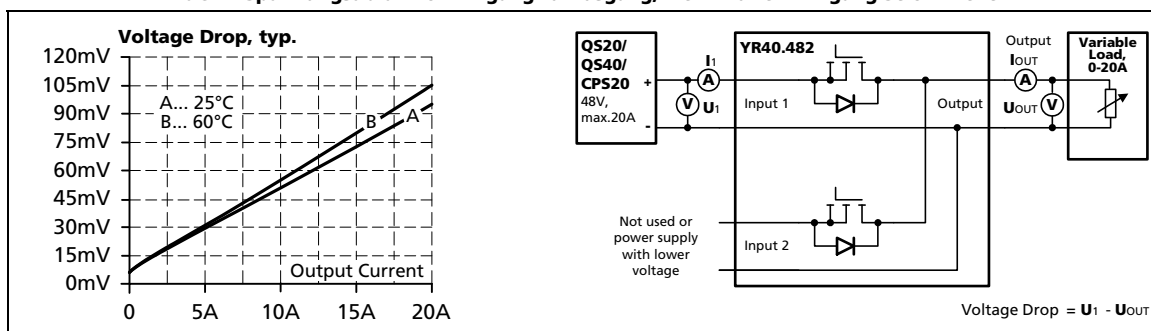 Voltage Drop, typ.
120mV
105mV
90mV
75mV
60mV
45mV
30mV
15mV
0mV
A... 25°C
B... 60°C
B
A
Output Current
0
5A
10A
15A
20A
QS20/
QS40/
CPS20
48V,
max.20A
+
-
I1
A
V
U1
YR40.482
Input 1
Output
Input 2
Not used or
power supply
with lower
voltage
Output
IOUT
A
UOUT
V
Variable
Load,
0-20A
Voltage Drop = U1 - UOUT